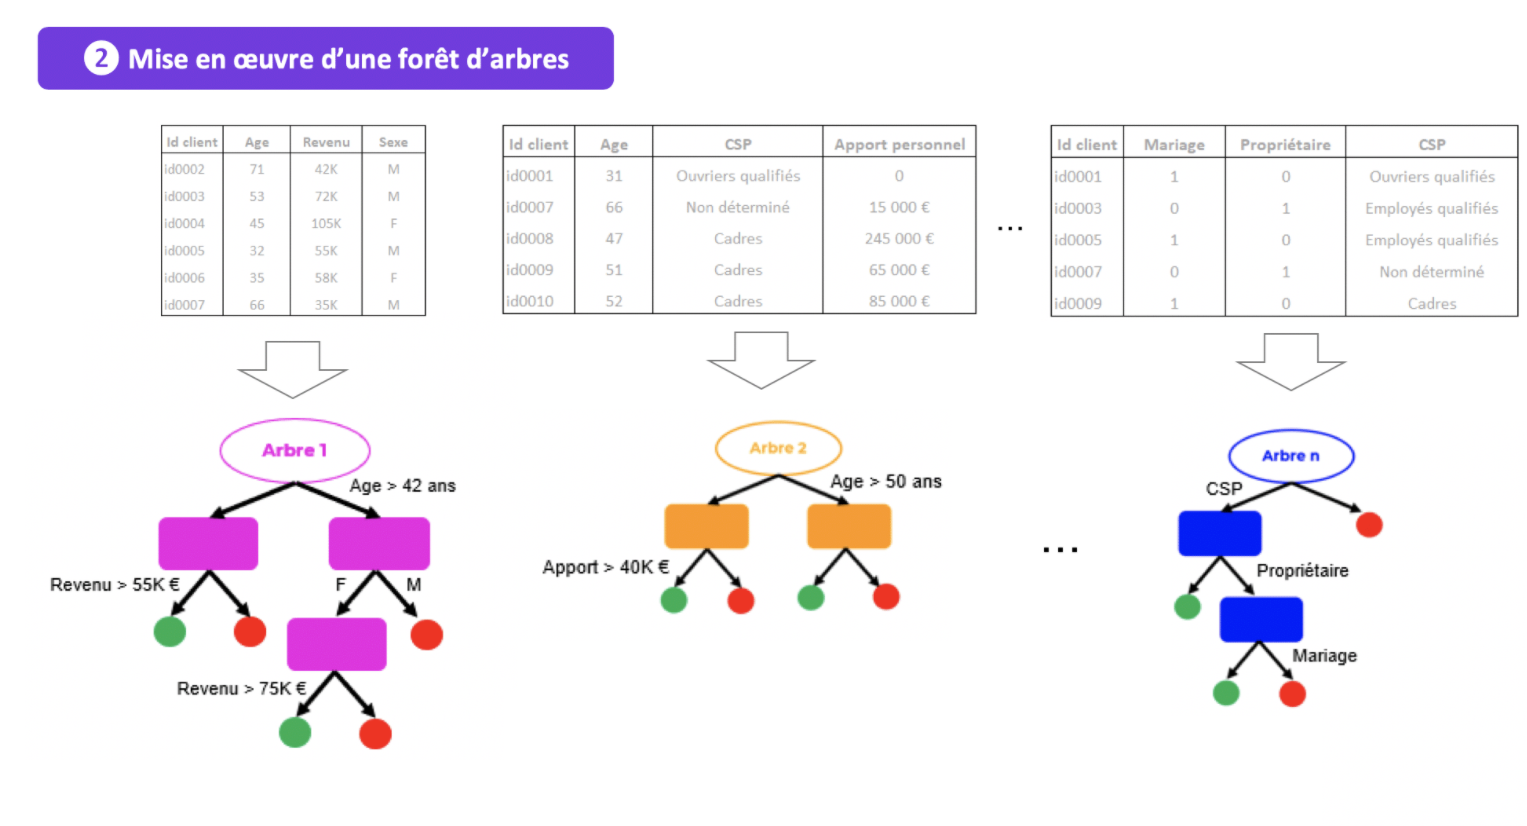 2 Mise en œuvre d’une forêt d’arbres
Id client Age Revenu Sexe
id0002 71 42K M
id0003 53 72K M
id0004 45 105K F
id0005 32 55K M
id0006 35 58K F
id0007 66 35K M
Id client Age CSP Apport personnel
id0001 31 Ouvriers qualifiés 0
id0007 66 Non déterminé 15 000 €
id0008 47 Cadres 245 000 €
id0009 51 Cadres 65 000 €
id0010 52 Cadres 85 000 €
...
Id client Mariage Propriétaire CSP
id0001 1 0 Ouvriers qualifiés
id0003 0 1 Employés qualifiés
id0005 1 0 Employés qualifiés
id0007 0 1 Non déterminé
id0009 1 0 Cadres
Arbre 1
Age > 42 ans
Revenu > 55K €
F M
Revenu > 75K €
Arbre 2
Age > 50 ans
Apport > 40K €
...
Arbre n
CSP
Propriétaire
Mariage